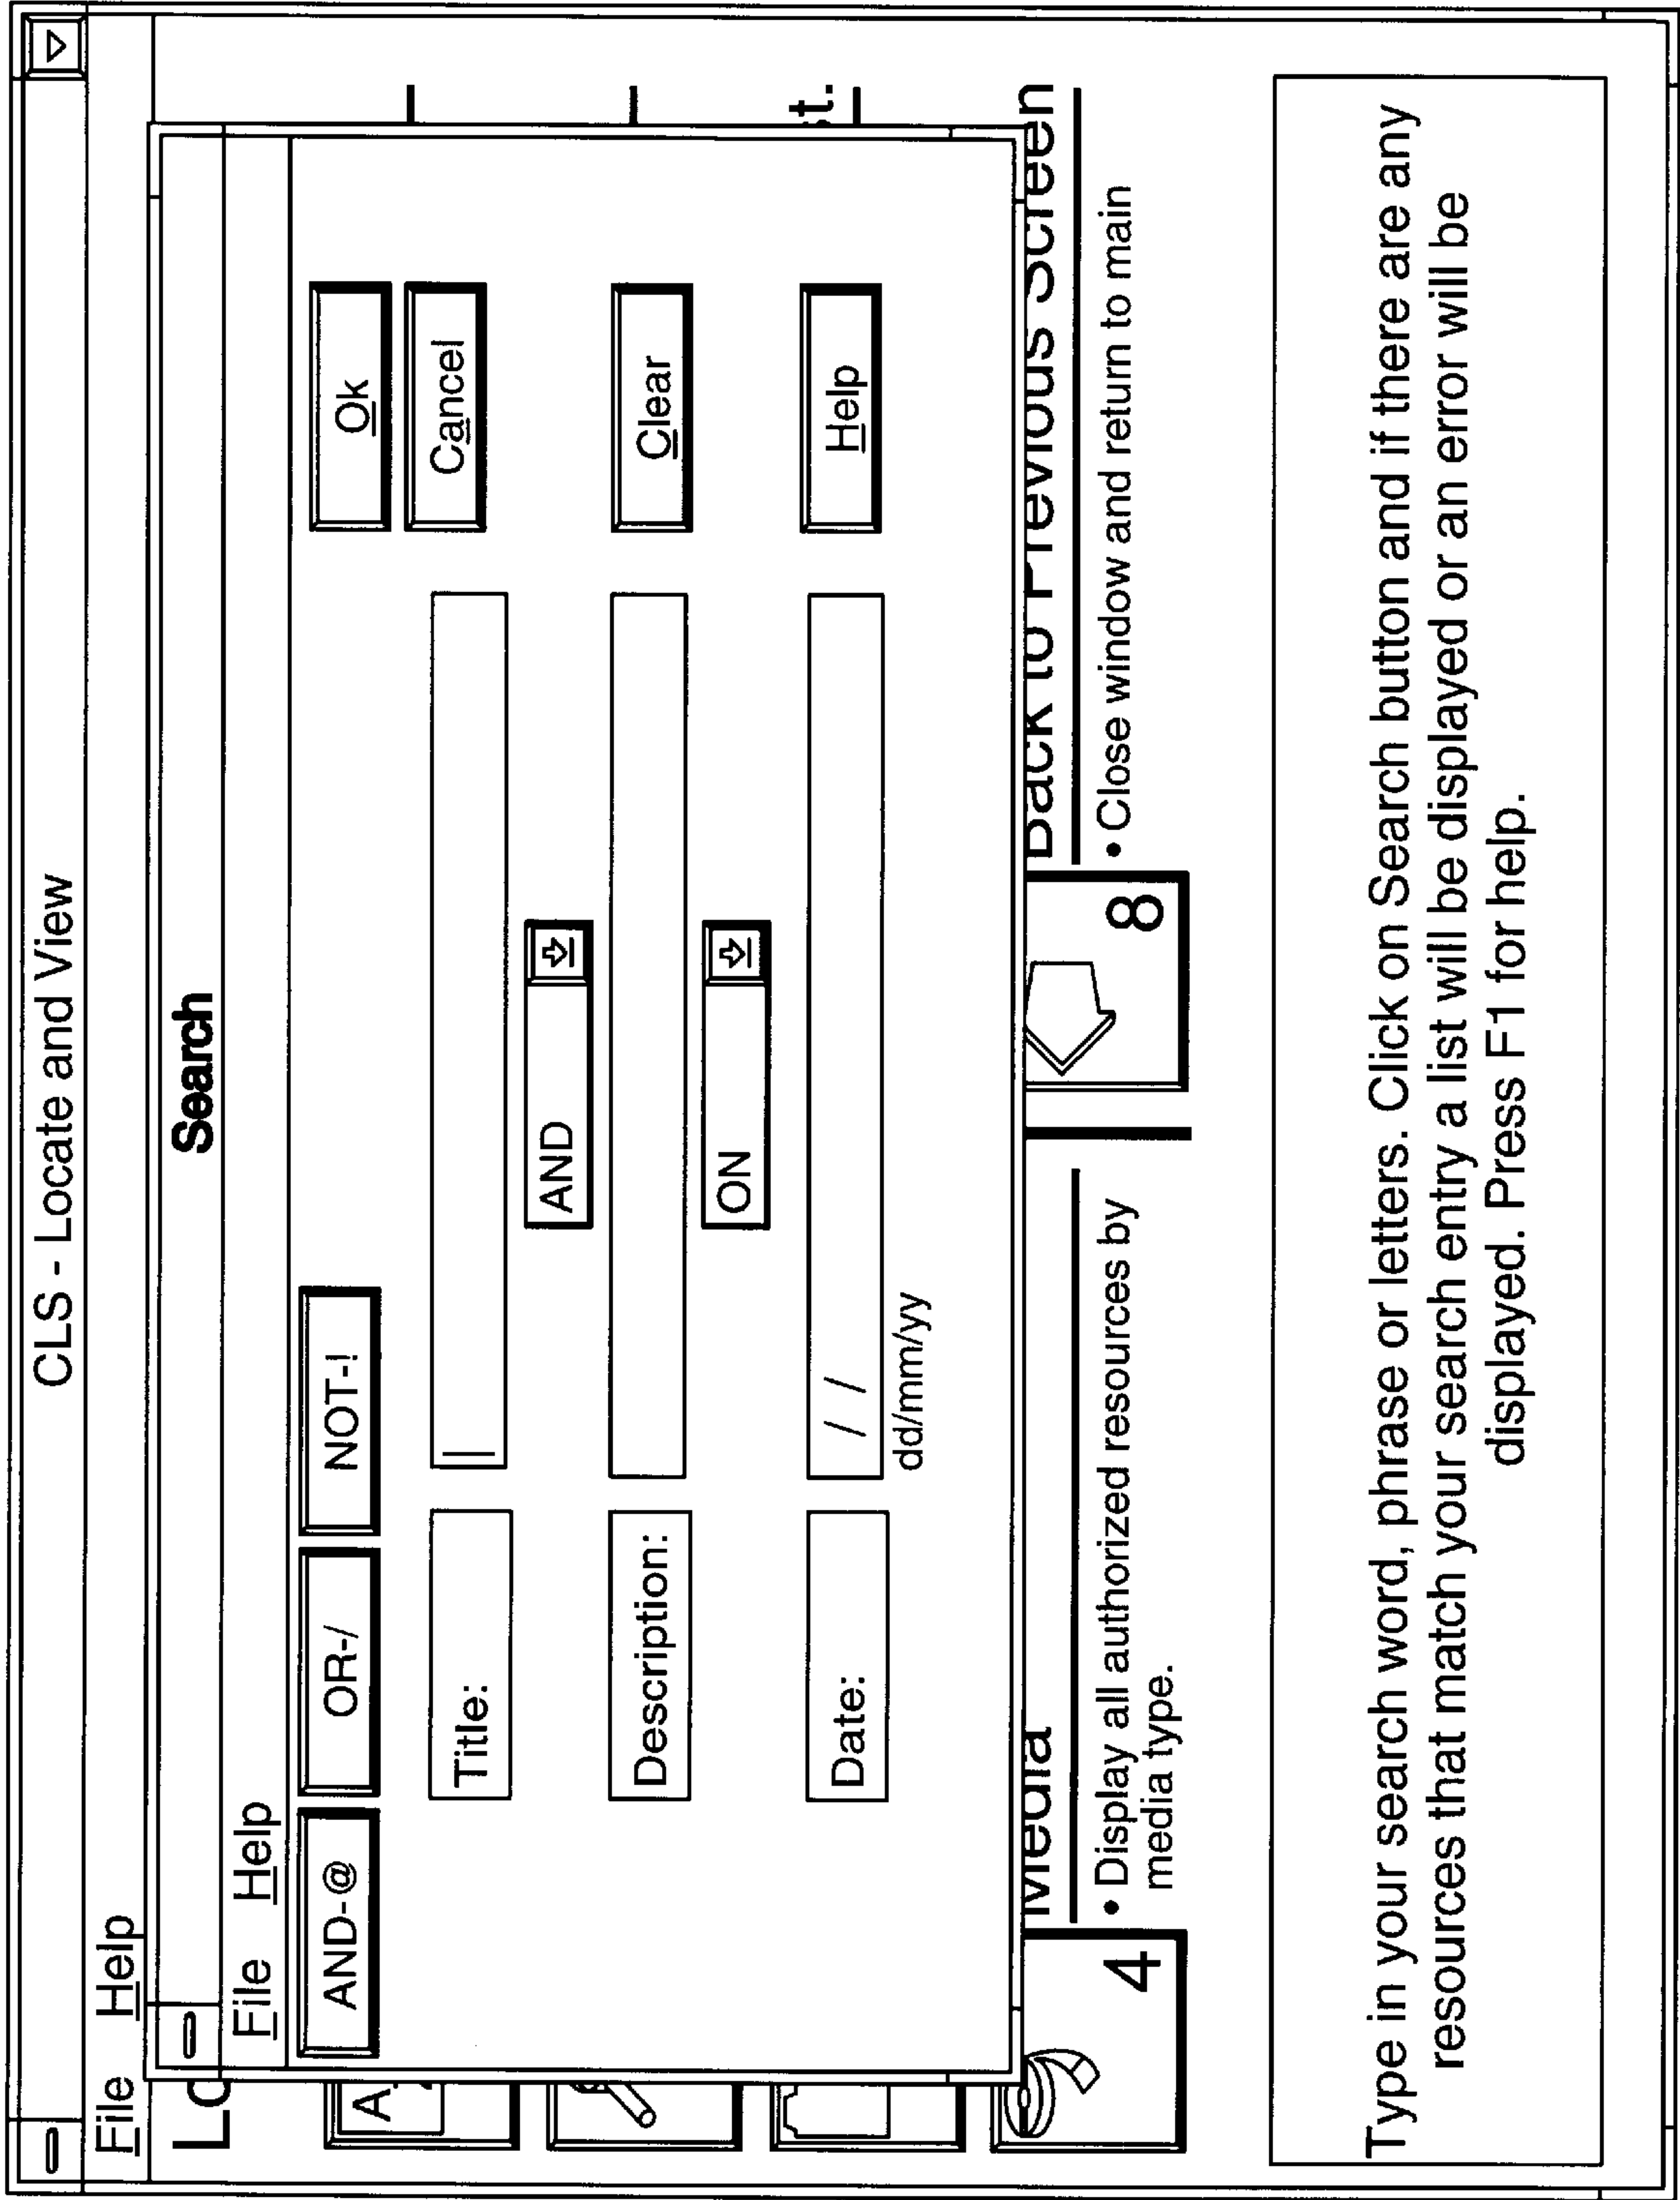 CLS - Locate and View
File Help
Search
File Help
AND-@ OR-/ NOT-!
Ok
Cancel
Title:
AND
Description:
Clear
ON
Date: / /
Help
dd/mm/yy
st.
Media
• Display all authorized resources by
media type.
4
Back to Previous Screen
• Close window and return to main
8
Type in your search word, phrase or letters. Click on Search button and if there are any
resources that match your search entry a list will be displayed or an error will be
displayed. Press F1 for help.